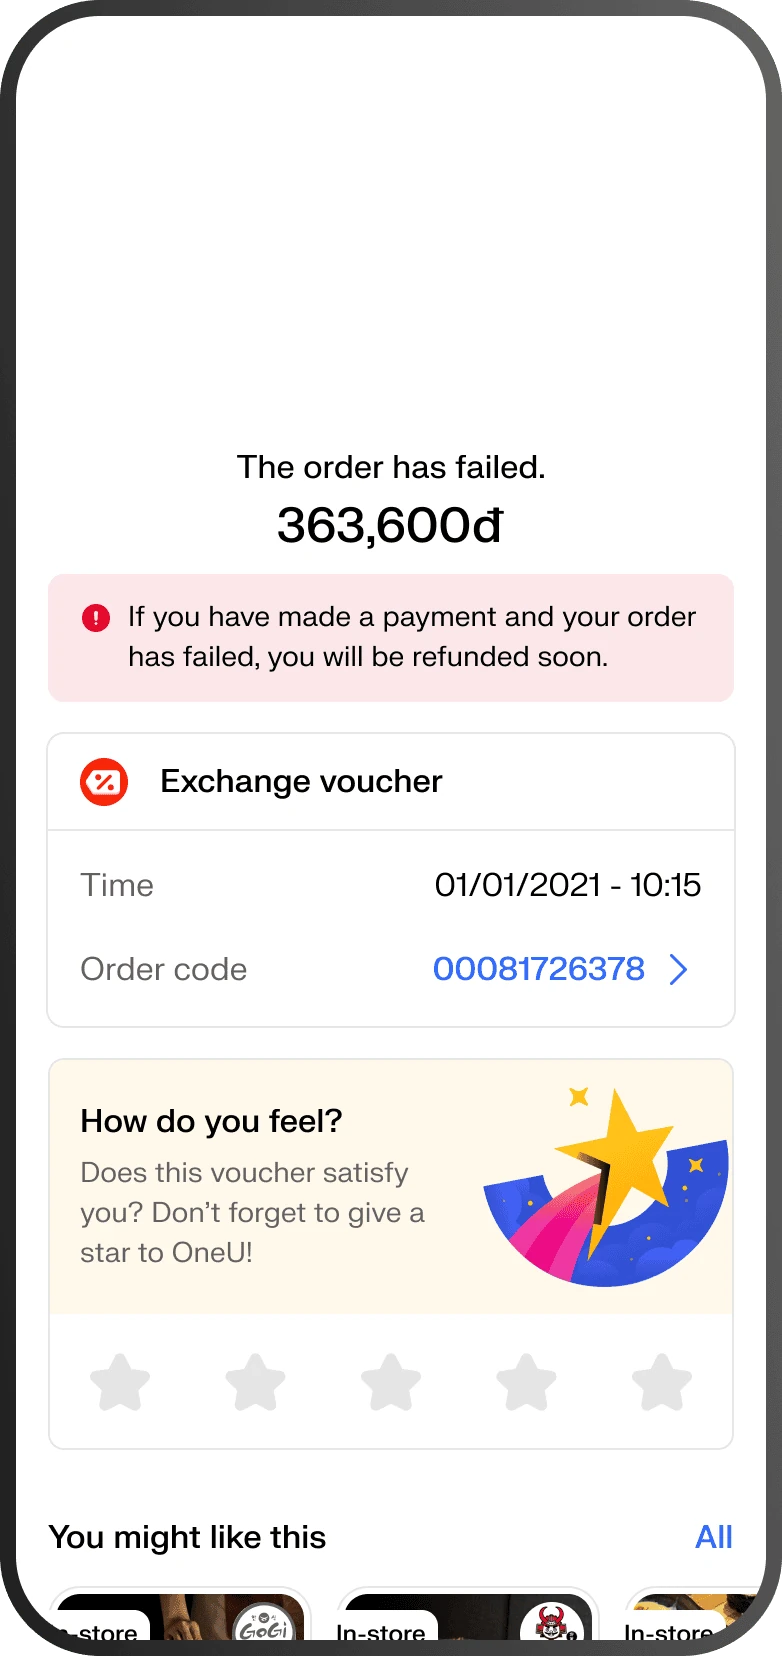 The order has failed.
363,600đ
If you have made a payment and your order
has failed, you will be refunded soon.
Exchange voucher
Time 01/01/2021 - 10:15
Order code 00081726378
How do you feel?
Does this voucher satisfy
you? Don’t forget to give a
star to OneU!
You might like this All
n-store GoGi In-store In-store